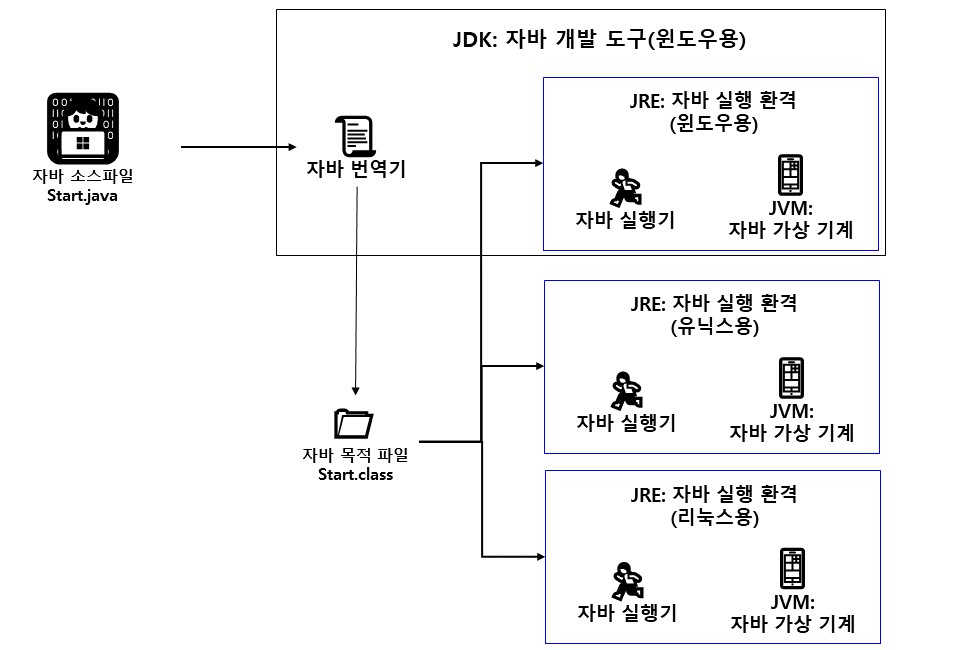 JDK: 자바 개발 도구(윈도우용)
자바 소스파일
Start.java
자바 번역기
JRE: 자바 실행 환격
(윈도우용)
자바 실행기
JVM:
자바 가상 기계
JRE: 자바 실행 환격
(유닉스용)
자바 실행기
JVM:
자바 가상 기계
자바 목적 파일
Start.class
JRE: 자바 실행 환격
(리눅스용)
자바 실행기
JVM:
자바 가상 기계